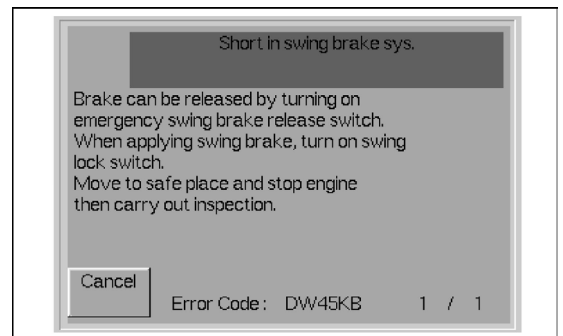 Short in swing brake sys.
Brake can be released by turning on
emergency swing brake release switch.
When applying swing brake, turn on swing
lock switch.
Move to safe place and stop engine
then carry out inspection.
Cancel
Error Code : DW45KB 1 / 1